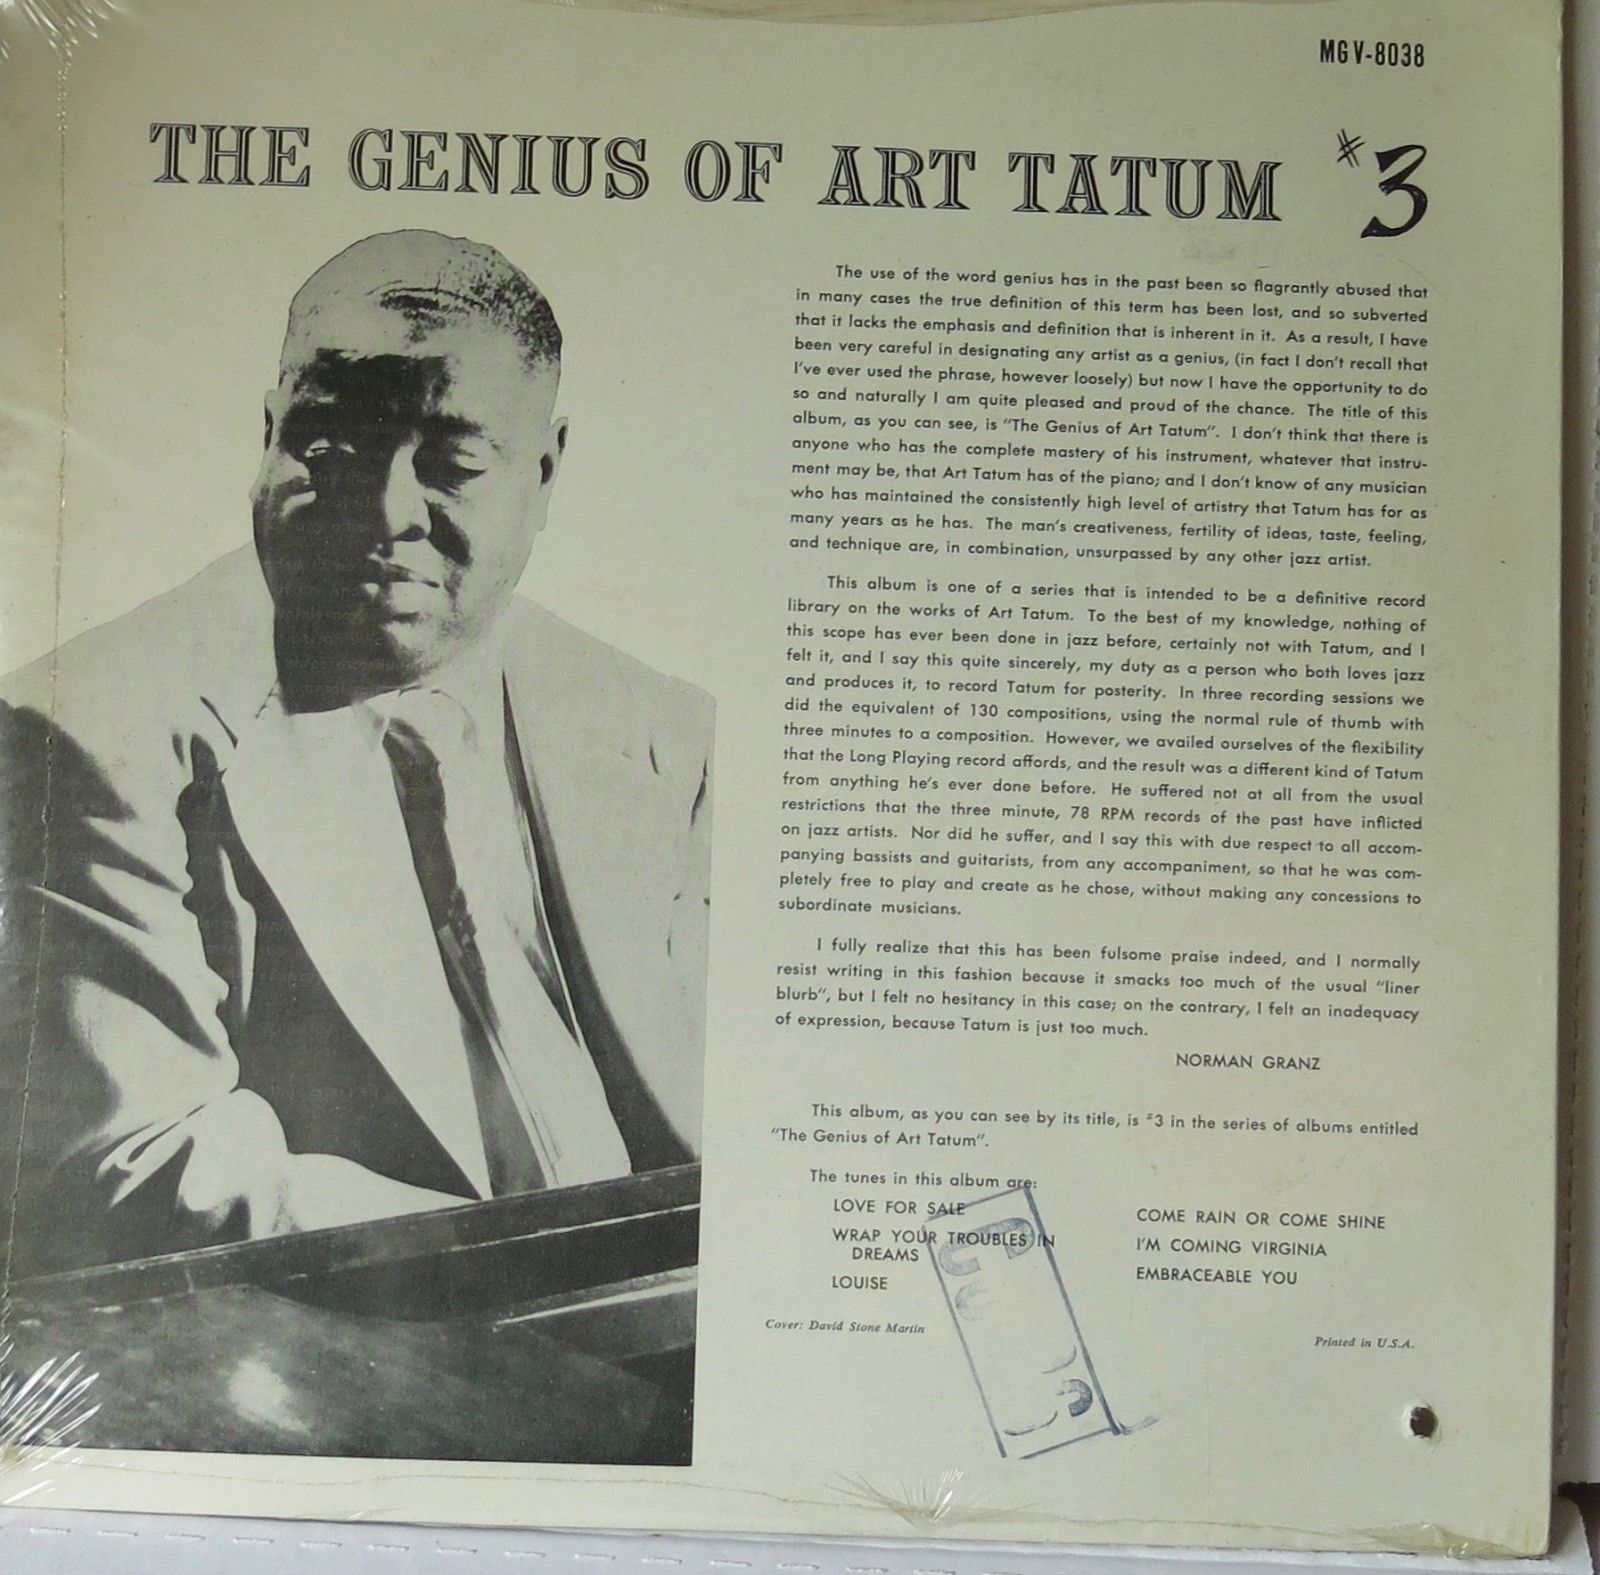 MG V-8038
THE GENIUS OF ART TATUM #3
The use of the word genius has in the past been so flagrantly abused that
in many cases the true definition of this term has been lost, and so subverted
that it lacks the emphasis and definition that is inherent in it. As a result, I have
been very careful in designating any artist as a genius, (in fact I don't recall that
I've ever used the phrase, however loosely) but now I have the opportunity to do
so and naturally I am quite pleased and proud of the chance. The title of this
album, as you can see, is "The Genius of Art Tatum". I don't think that there is
anyone who has the complete mastery of his instrument, whatever that instru-
ment may be, that Art Tatum has of the piano; and I don't know of any musician
who has maintained the consistently high level of artistry that Tatum has for as
many years as he has. The man's creativeness, fertility of ideas, taste, feeling,
and technique are, in combination, unsurpassed by any other jazz artist.
This album is one of a series that is intended to be a definitive record
library on the works of Art Tatum. To the best of my knowledge, nothing of
this scope has ever been done in jazz before, certainly not with Tatum, and I
felt it, and I say this quite sincerely, my duty as a person who both loves jazz
and produces it, to record Tatum for posterity. In three recording sessions we
did the equivalent of 130 compositions, using the normal rule of thumb with
three minutes to a composition. However, we availed ourselves of the flexibility
that the Long Playing record affords, and the result was a different kind of Tatum
from anything he's ever done before. He suffered not at all from the usual
restrictions that the three minute, 78 RPM records of the past have inflicted
on jazz artists. Nor did he suffer, and I say this with due respect to all accom-
panying bassists and guitarists, from any accompaniment, so that he was com-
pletely free to play and create as he chose, without making any concessions to
subordinate musicians.
I fully realize that this has been fulsome praise indeed, and I normally
resist writing in this fashion because it smacks too much of the usual "liner
blurb", but I felt no hesitancy in this case; on the contrary, I felt an inadequacy
of expression, because Tatum is just too much.
NORMAN GRANZ
This album, as you can see by its title, is #3 in the series of albums entitled
"The Genius of Art Tatum".
The tunes in this album are:
LOVE FOR SALE
WRAP YOUR TROUBLES IN
DREAMS
LOUISE
COME RAIN OR COME SHINE
I'M COMING VIRGINIA
EMBRACEABLE YOU
Cover: David Stone Martin
Printed in U.S.A.